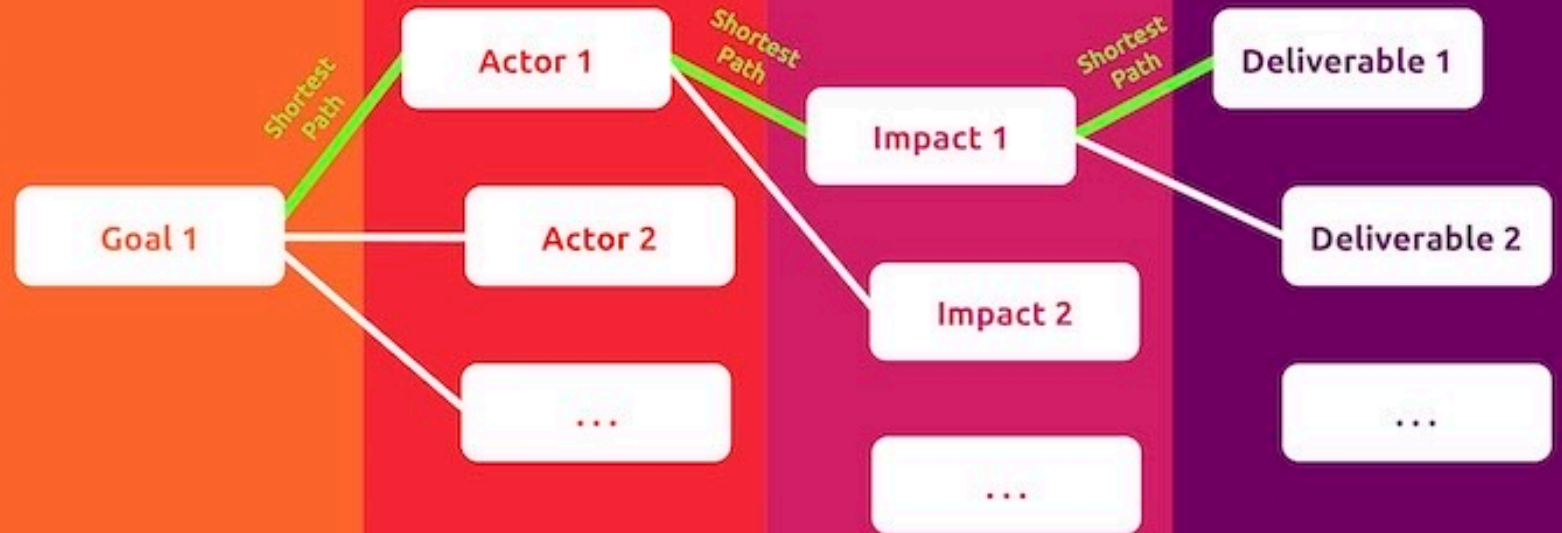 Goal 1
Shortest
Path
Actor 1
Actor 2
...
Shortest
Path
Impact 1
Impact 2
...
Shortest
Path
Deliverable 1
Deliverable 2
...